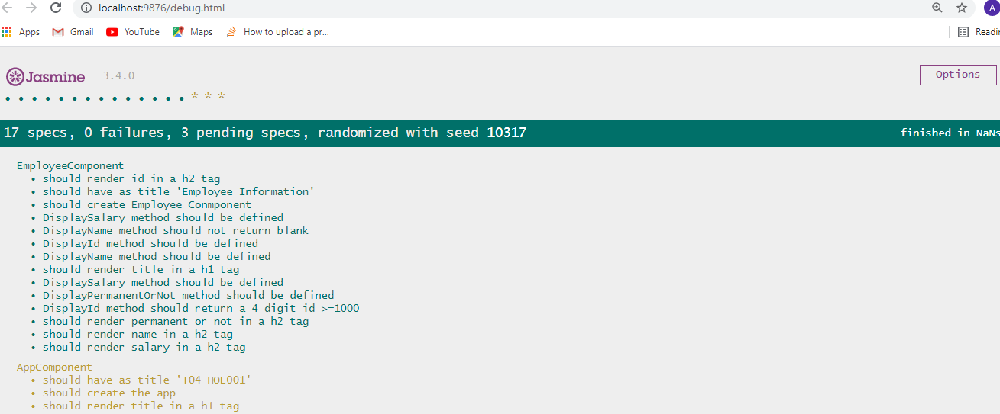 localhost:9876/debug.html
A
Apps Gmail YouTube Maps How to upload a pr... Readi
Jasmine 3.4.0 Options
17 specs, 0 failures, 3 pending specs, randomized with seed 10317 finished in NaNs
EmployeeComponent
• should render id in a h2 tag
• should have as title 'Employee Information'
• should create Employee Conmponent
• DisplaySalary method should be defined
• DisplayName method should not return blank
• DisplayId method should be defined
• DisplayName method should be defined
• should render title in a h1 tag
• DisplaySalary method should be defined
• DisplayPermanentOrNot method should be defined
• DisplayId method should return a 4 digit id >=1000
• should render permanent or not in a h2 tag
• should render name in a h2 tag
• should render salary in a h2 tag
AppComponent
• should have as title 'T04-HOL001'
• should create the app
• should render title in a h1 tag